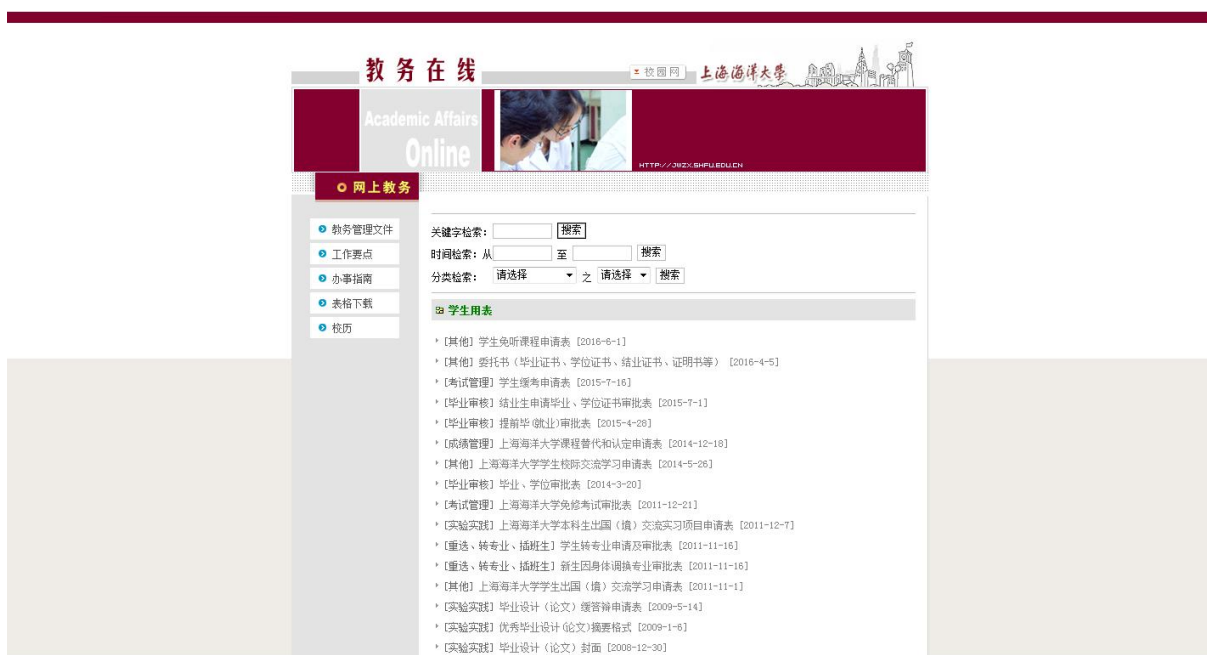 教务在线
校园网
上海海洋大学
Academic Affairs
Online
HTTP://JWZX.SHFU.EDU.CN
网上教务
教务管理文件
工作要点
办事指南
表格下载
校历
关键字检索： 搜索
时间检索：从 至 搜索
分类检索： 请选择 之 请选择 搜索
学生用表
[其他] 学生免听课程申请表 [2016-6-1]
[其他] 委托书（毕业证书、学位证书、结业证书、证明书等） [2016-4-5]
[考试管理] 学生缓考申请表 [2015-7-16]
[毕业审核] 结业生申请毕业、学位证书审批表 [2015-7-1]
[毕业审核] 提前毕(就业)审批表 [2015-4-28]
[成绩管理] 上海海洋大学课程替代和认定申请表 [2014-12-18]
[其他] 上海海洋大学学生校际交流学习申请表 [2014-5-26]
[毕业审核] 毕业、学位审批表 [2014-3-20]
[考试管理] 上海海洋大学免修考试审批表 [2011-12-21]
[实验实践] 上海海洋大学本科生出国（境）交流实习项目申请表 [2011-12-7]
[重选、转专业、插班生] 学生转专业申请及审批表 [2011-11-16]
[重选、转专业、插班生] 新生因身体调换专业审批表 [2011-11-16]
[其他] 上海海洋大学学生出国（境）交流学习申请表 [2011-11-1]
[实验实践] 毕业设计（论文）缓答辩申请表 [2009-5-14]
[实验实践] 优秀毕业设计(论文)摘要格式 [2009-1-6]
[实验实践] 毕业设计（论文）封面 [2008-12-30]